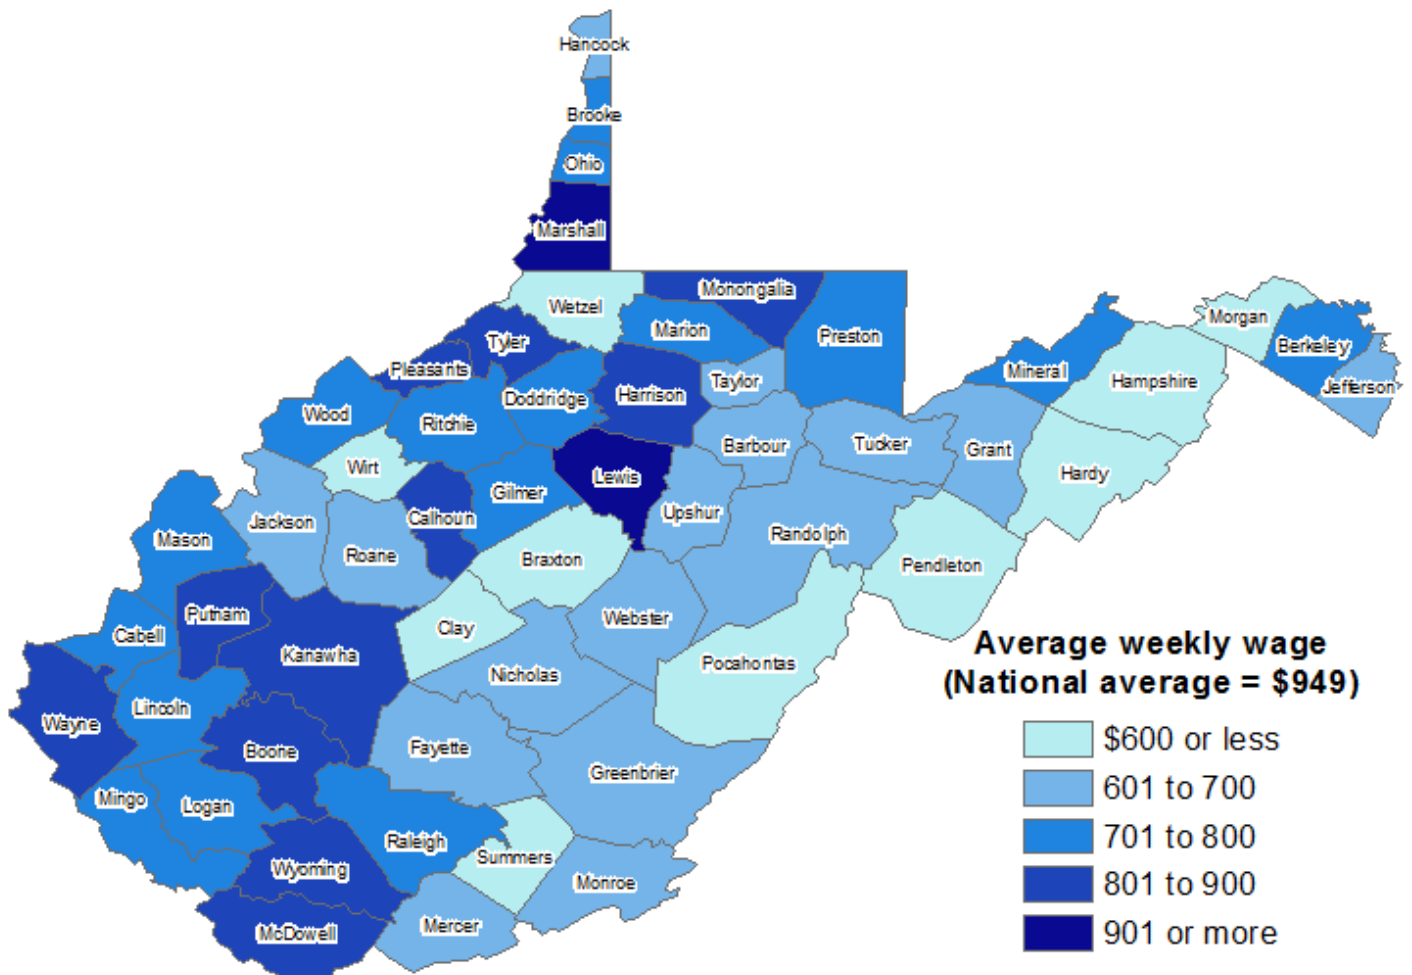 Hancock
Brooke
Ohio
Marshall
Wetzel
Monongalia
Marion
Preston
Tyler
Pleasants
Doddridge
Harrison
Taylor
Wood
Ritchie
Barbour
Tucker
Grant
Mineral
Hampshire
Morgan
Berkeley
Jefferson
Hardy
Wirt
Gilmer
Lewis
Upshur
Randolph
Pendleton
Jackson
Calhoun
Roane
Mason
Braxton
Webster
Clay
Putnam
Cabell
Kanawha
Nicholas
Pocahontas
Wayne
Lincoln
Boone
Fayette
Greenbrier
Mingo
Logan
Raleigh
Summers
Wyoming
Monroe
Mercer
McDowell
Average weekly wage
(National average = $949)
$600 or less
601 to 700
701 to 800
801 to 900
901 or more